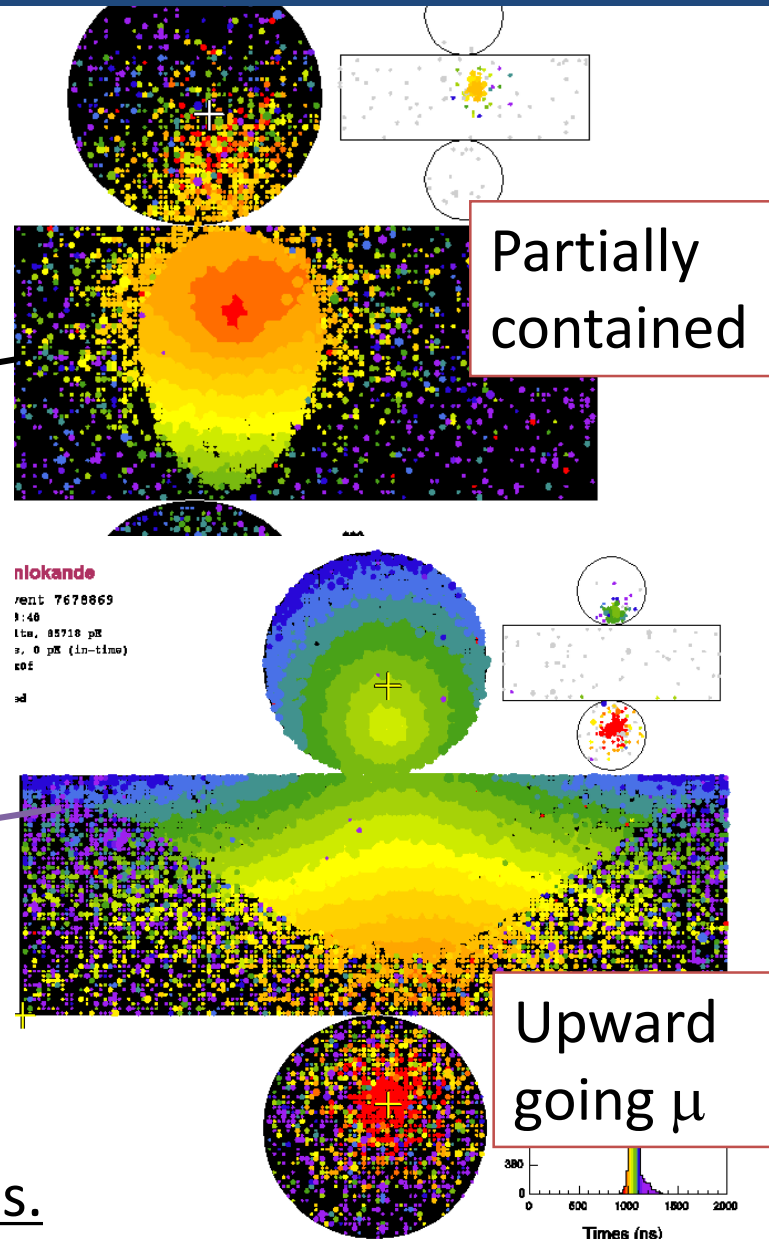 Partially
contained
niokande
vent 7678869
:48
its, 85718 pE
s, 0 pE (in-time)
Upward
going μ
380
0
0 500 1000 1500 2000
Times (ns)
s.